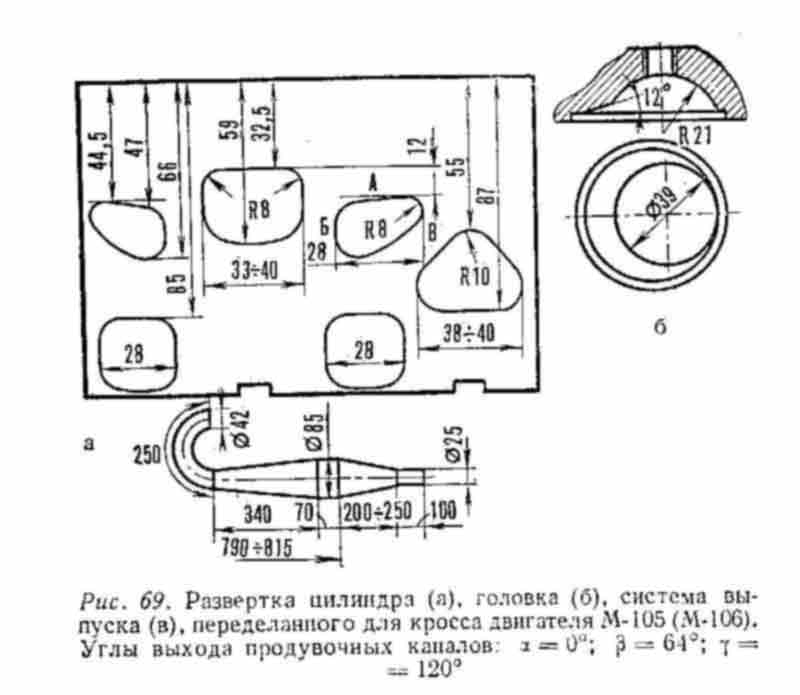 44,5
47
66
85
59
32,5
R8
33÷40
12
А
Б
R8
В
28
55
87
R10
38÷40
28
28
12°
R21
Ø39
б
а
250
Ø42
Ø85
Ø25
340
70
200÷250
100
790÷815
Рис. 69. Развертка цилиндра (а), головка (б), система вы-
пуска (в), переделанного для кросса двигателя М-105 (М-106).
Углы выхода продувочных каналов: α = 0°; β = 64°; γ =
= 120°